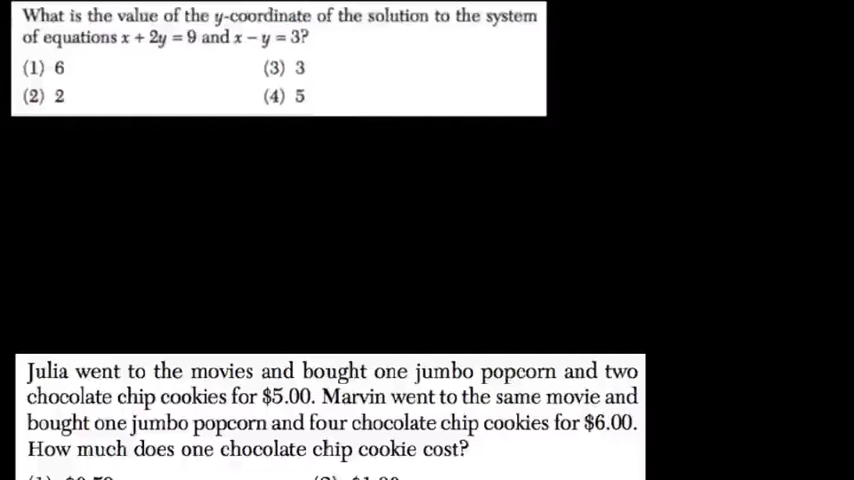 What is the value of the y-coordinate of the solution to the system
of equations x + 2y = 9 and x − y = 3?
(1) 6 (3) 3
(2) 2 (4) 5
Julia went to the movies and bought one jumbo popcorn and two
chocolate chip cookies for $5.00. Marvin went to the same movie and
bought one jumbo popcorn and four chocolate chip cookies for $6.00.
How much does one chocolate chip cookie cost?